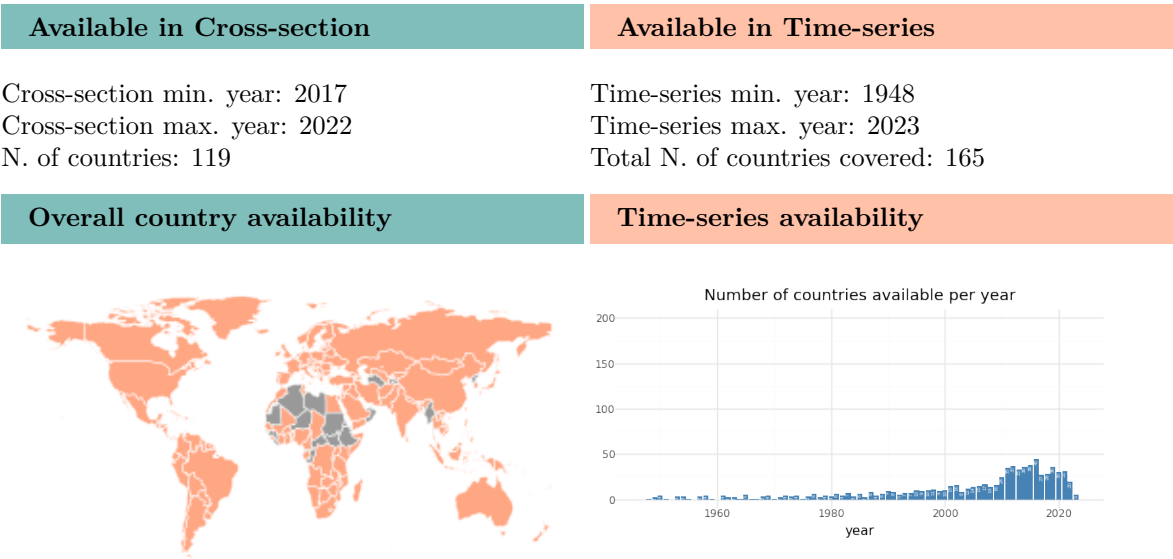 Available in Cross-section
Available in Time-series
Cross-section min. year: 2017
Cross-section max. year: 2022
N. of countries: 119
Time-series min. year: 1948
Time-series max. year: 2023
Total N. of countries covered: 165
Overall country availability
Time-series availability
Number of countries available per year
200
150
100
50
0
1960
1980
2000
2020
year